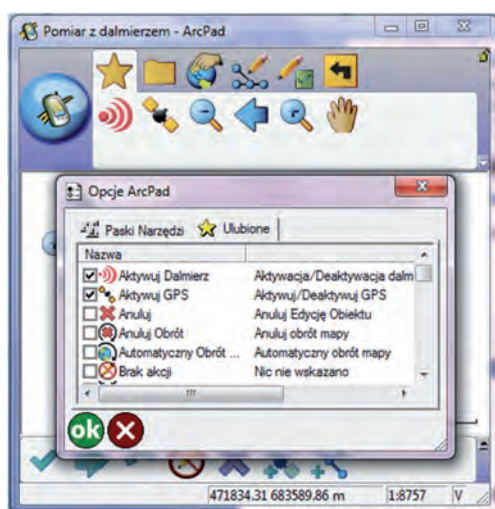 Pomiar z dalmierzem - ArcPad
Opcje ArcPad
Paski Narzędzi Ulubione
Nazwa
Aktywuj Dalmierz Aktywacja/Deaktywacja dalm
Aktywuj GPS Aktywuj/Deaktywuj GPS
Anuluj Anuluj Edycję Obiektu
Anuluj Obrót Anuluj obrót mapy
Automatyczny Obrót ... Automatyczny obrót mapy
Brak akcji Nic nie wskazano
ok
471834.31 683589.86 m 1:8757 V